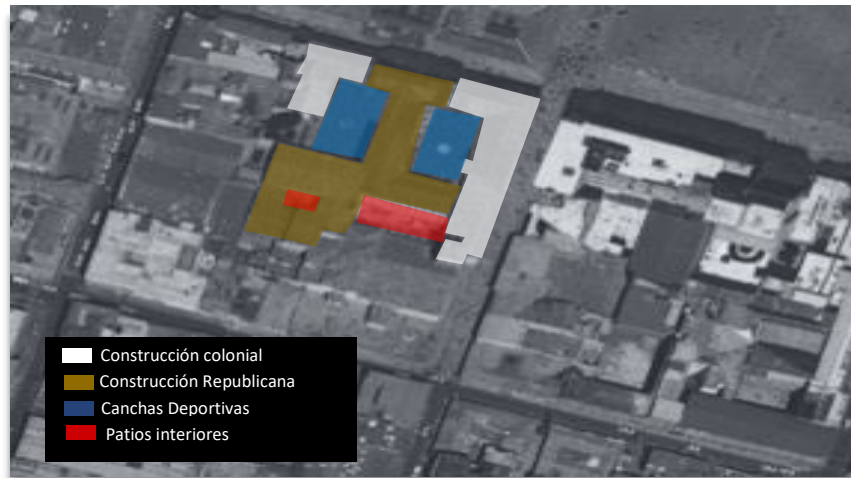 Construcción colonial
Construcción Republicana
Canchas Deportivas
Patios interiores